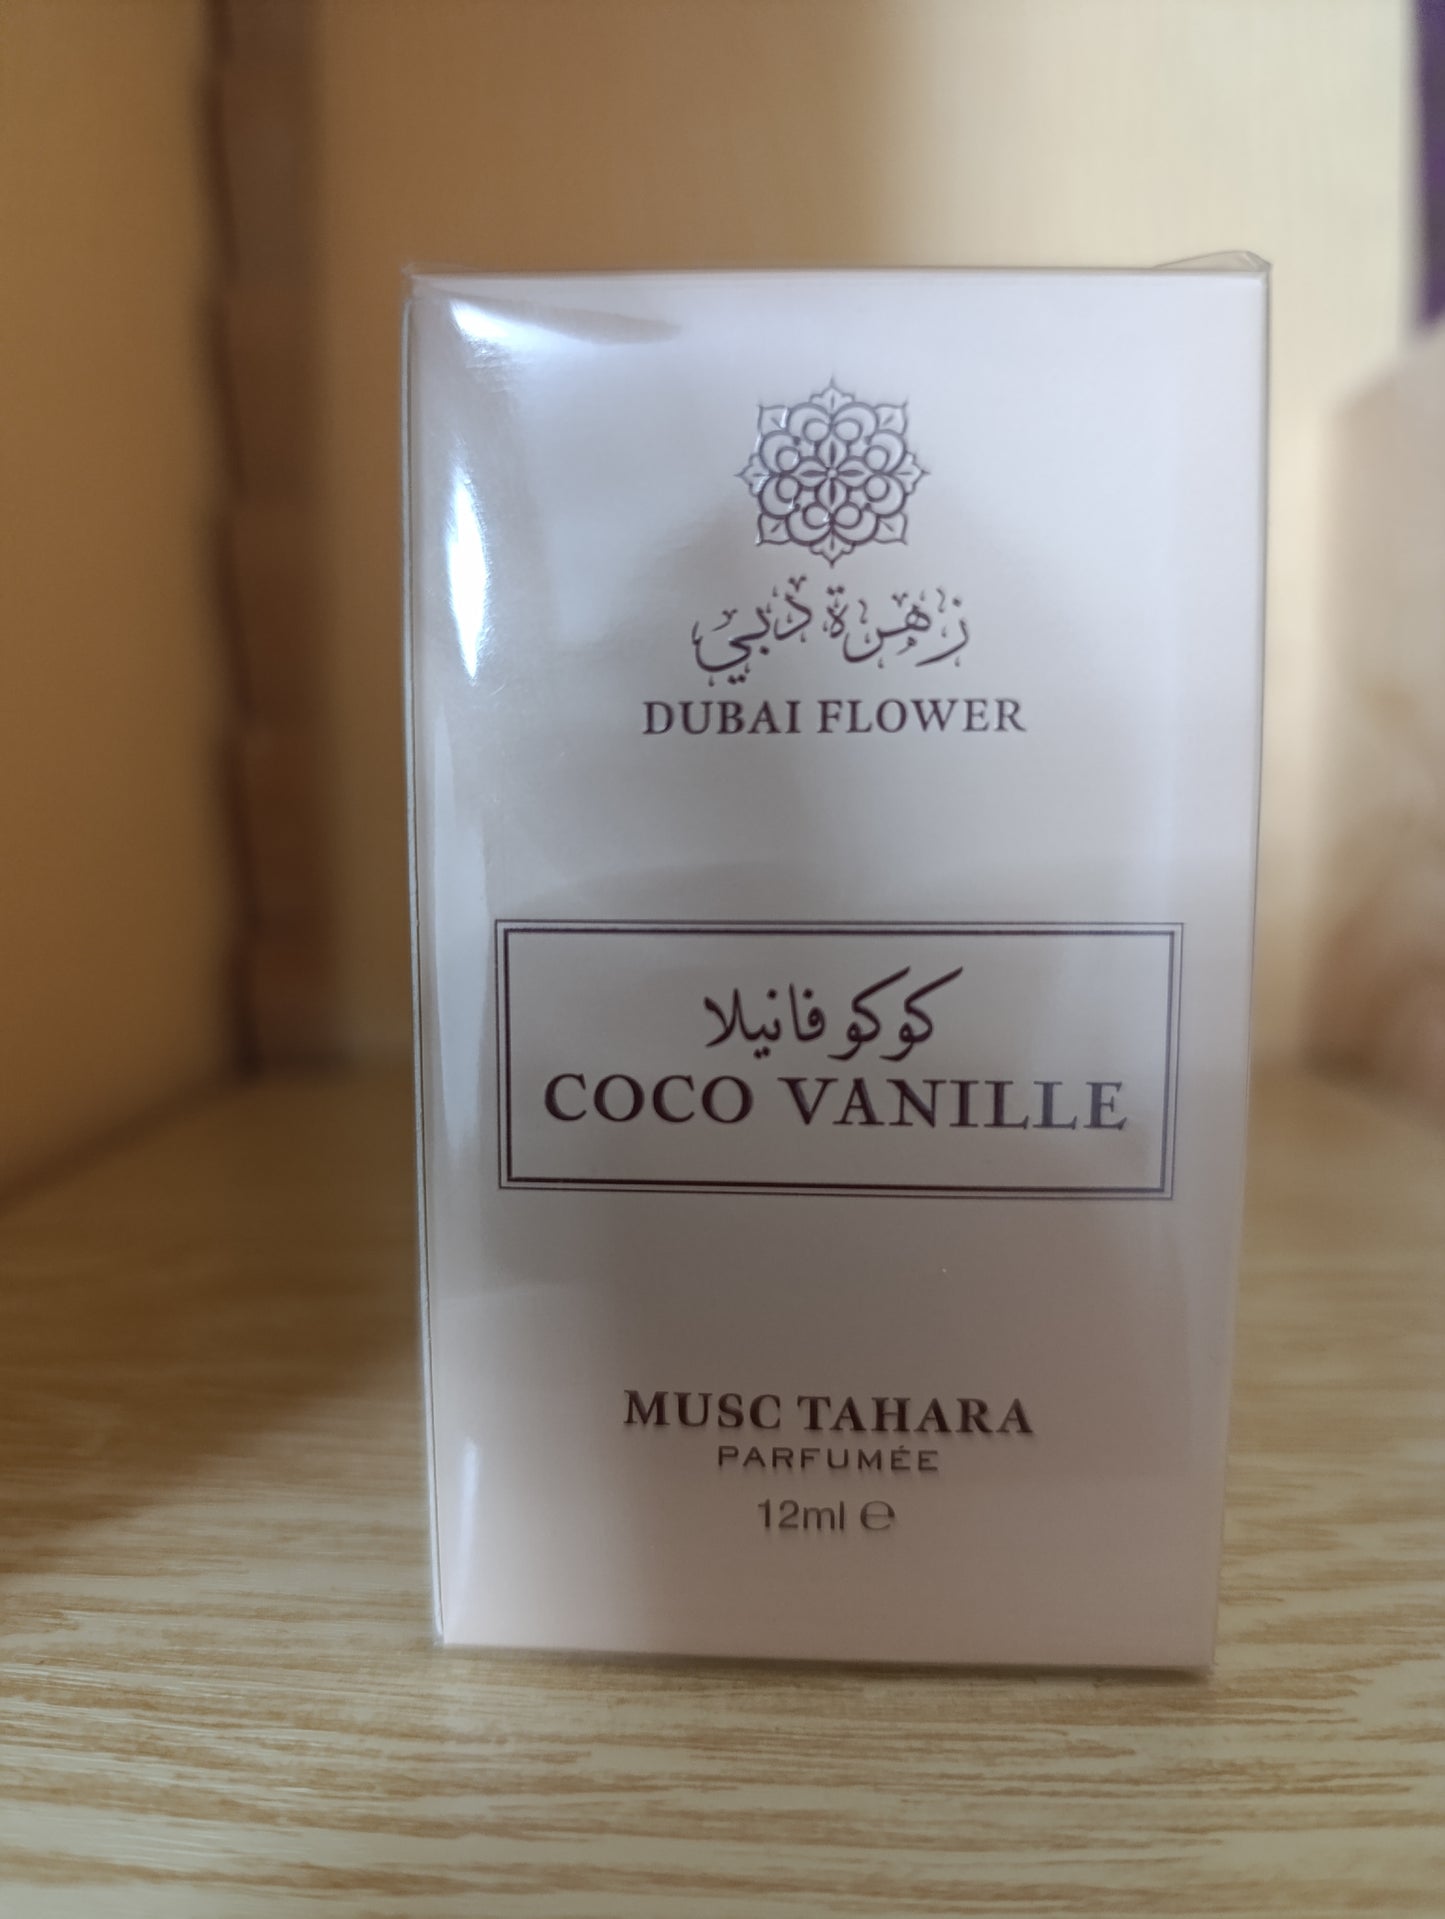 زهرة دبي
DUBAI FLOWER
كوكو فانيلا
COCO VANILLE
MUSC TAHARA
PARFUMÉE
12ml ℮